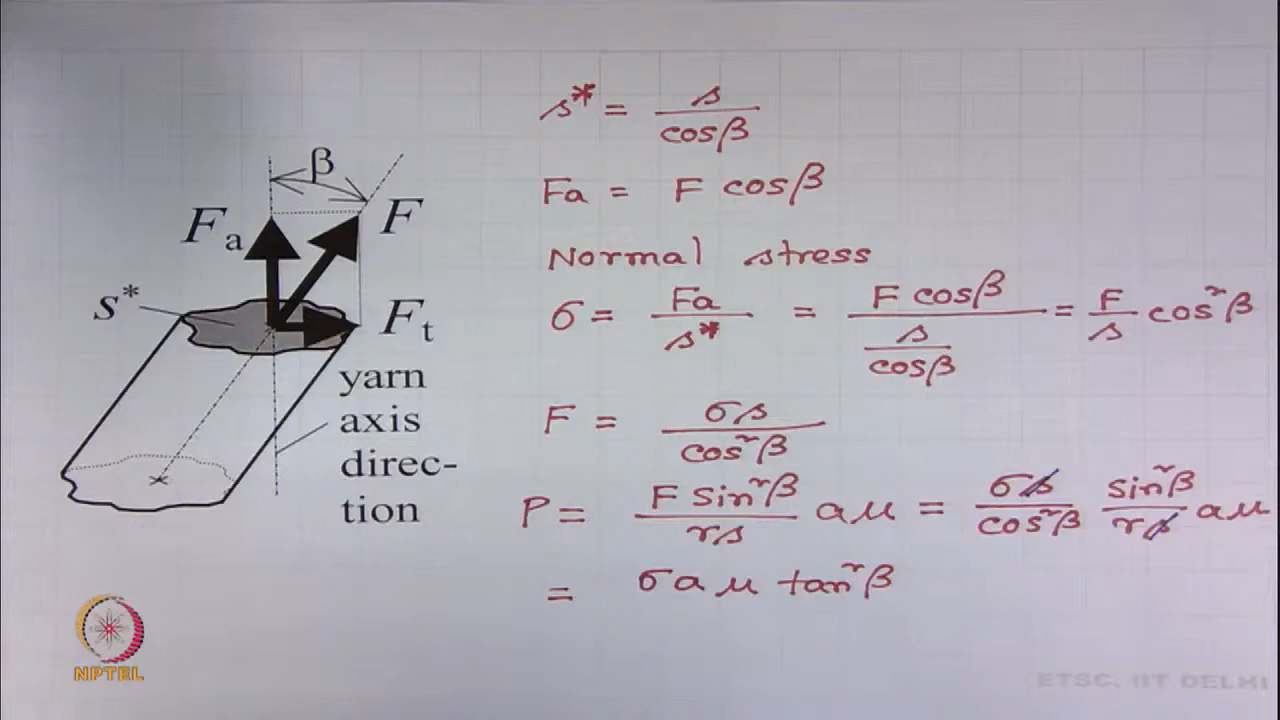 β
F
Fa
s*
Ft
yarn
axis
direc-
tion
s* = s / cosβ
Fa = F cosβ
Normal stress
σ = Fa / s* = F cosβ / (s / cosβ) = F / s cos²β
F = σs / cos²β
P = F sin²β / rs aμ = σs / cos²β sin²β / rs aμ
= σ a μ tan²β
NPTEL
ETSC, IIT DELHI